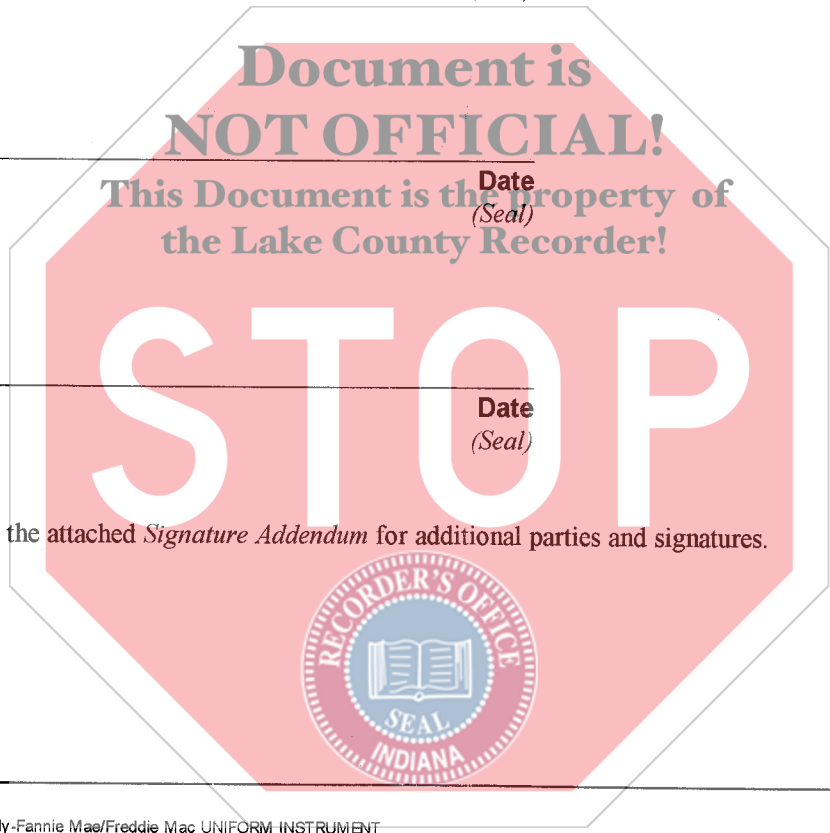 Document is
NOT OFFICIAL!
Date
This Document is the property of
(Seal)
the Lake County Recorder!
STOP
Date
(Seal)
the attached Signature Addendum for additional parties and signatures.
RECORDER'S OFFICE
SEAL
INDIANA
ly-Fannie Mae/Freddie Mac UNIFORM INSTRUMENT